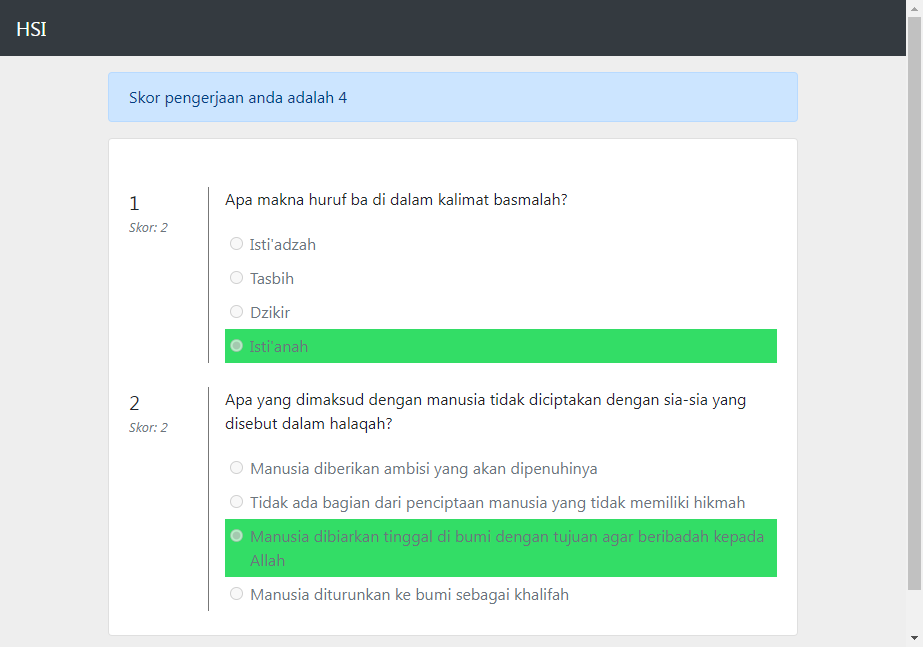 HSI
Skor pengerjaan anda adalah 4
1
Skor: 2
Apa makna huruf ba di dalam kalimat basmalah?
Isti'adzah
Tasbih
Dzikir
Isti'anah
2
Skor: 2
Apa yang dimaksud dengan manusia tidak diciptakan dengan sia-sia yang
disebut dalam halaqah?
Manusia diberikan ambisi yang akan dipenuhinya
Tidak ada bagian dari penciptaan manusia yang tidak memiliki hikmah
Manusia dibiarkan tinggal di bumi dengan tujuan agar beribadah kepada
Allah
Manusia diturunkan ke bumi sebagai khalifah